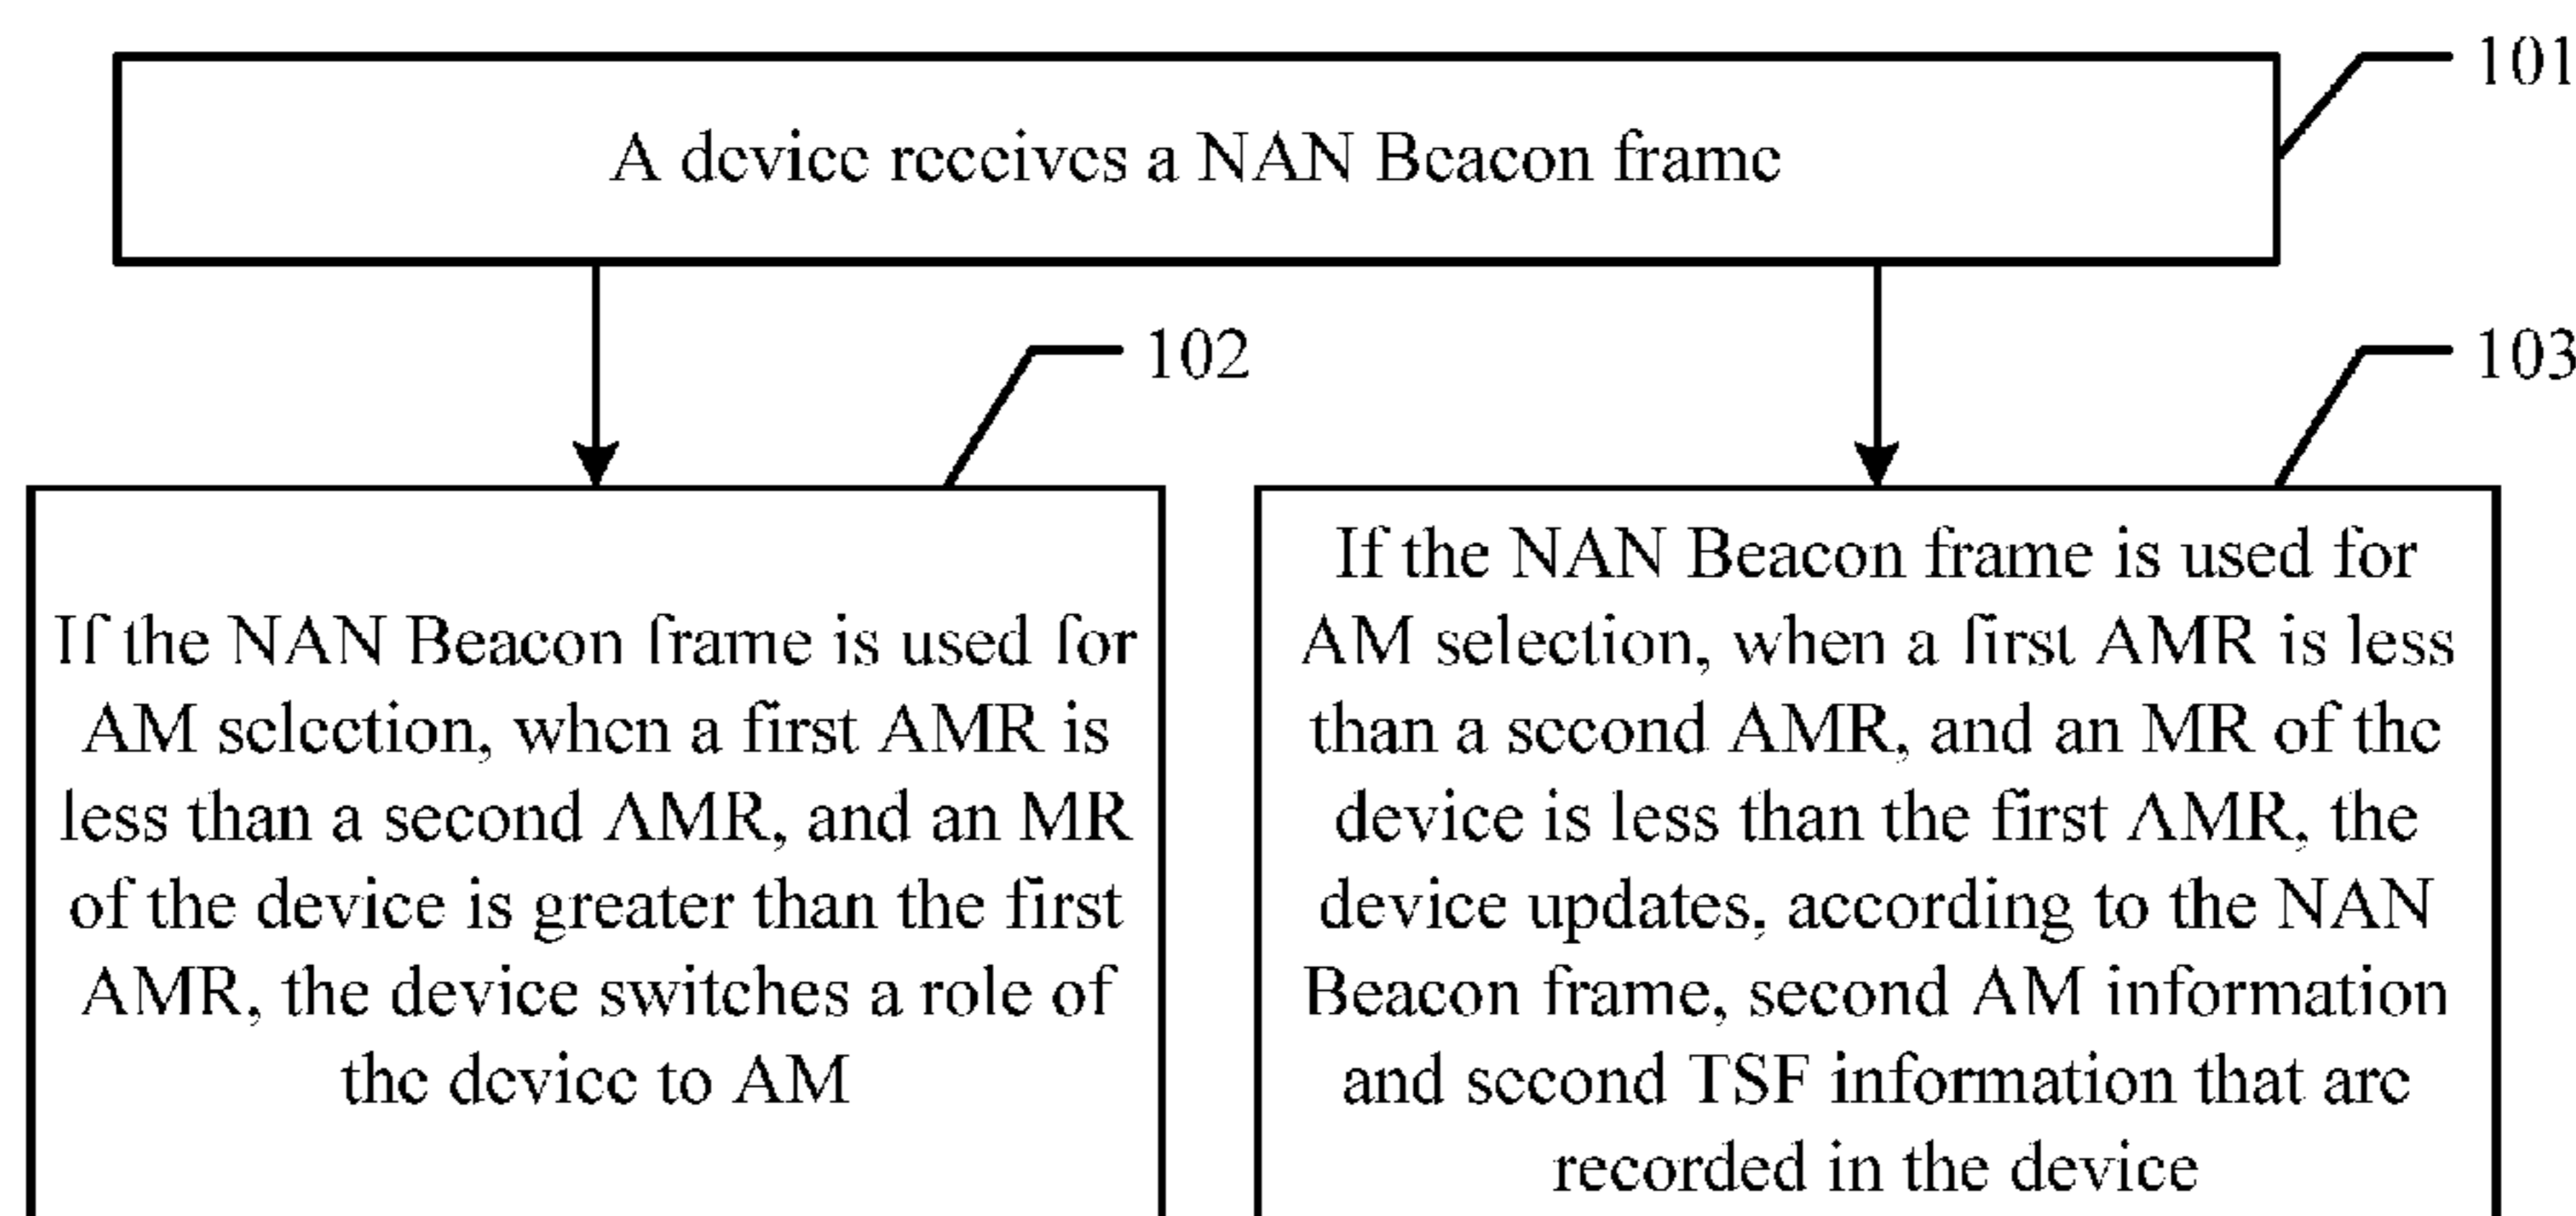 101
A device receives a NAN Beacon frame
102
103
If the NAN Beacon frame is used for
AM selection, when a first AMR is
less than a second AMR, and an MR
of the device is greater than the first
AMR, the device switches a role of
the device to AM
If the NAN Beacon frame is used for
AM selection, when a first AMR is less
than a second AMR, and an MR of the
device is less than the first AMR, the
device updates, according to the NAN
Beacon frame, second AM information
and second TSF information that are
recorded in the device